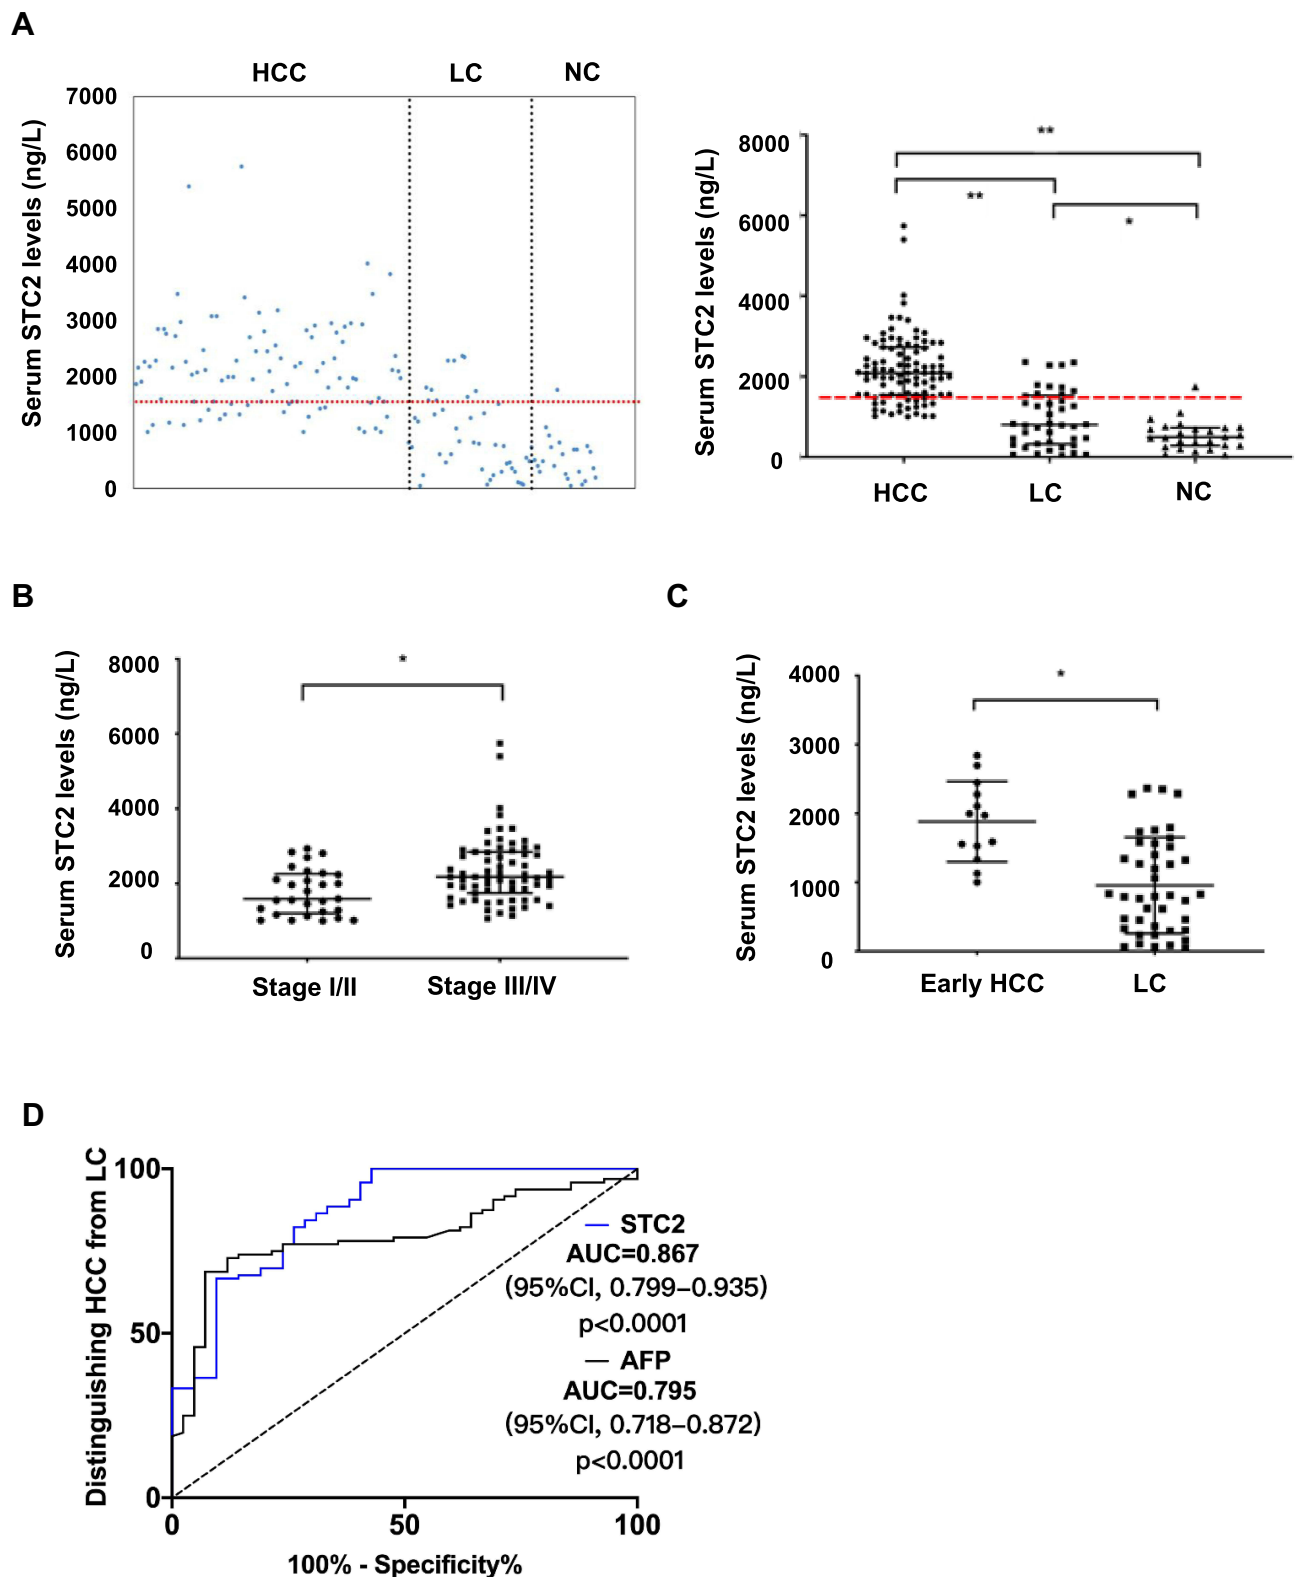 A
HCC LC NC
Serum STC2 levels (ng/L)
7000
6000
5000
4000
3000
2000
1000
0
Serum STC2 levels (ng/L)
8000
6000
4000
2000
0
**
**
*
HCC LC NC
B
Serum STC2 levels (ng/L)
8000
6000
4000
2000
0
*
Stage I/II Stage III/IV
C
Serum STC2 levels (ng/L)
4000
3000
2000
1000
0
*
Early HCC LC
D
Distinguishing HCC from LC
100
50
0
STC2
AUC=0.867
(95%CI, 0.799–0.935)
p<0.0001
AFP
AUC=0.795
(95%CI, 0.718–0.872)
p<0.0001
0 50 100
100% - Specificity%